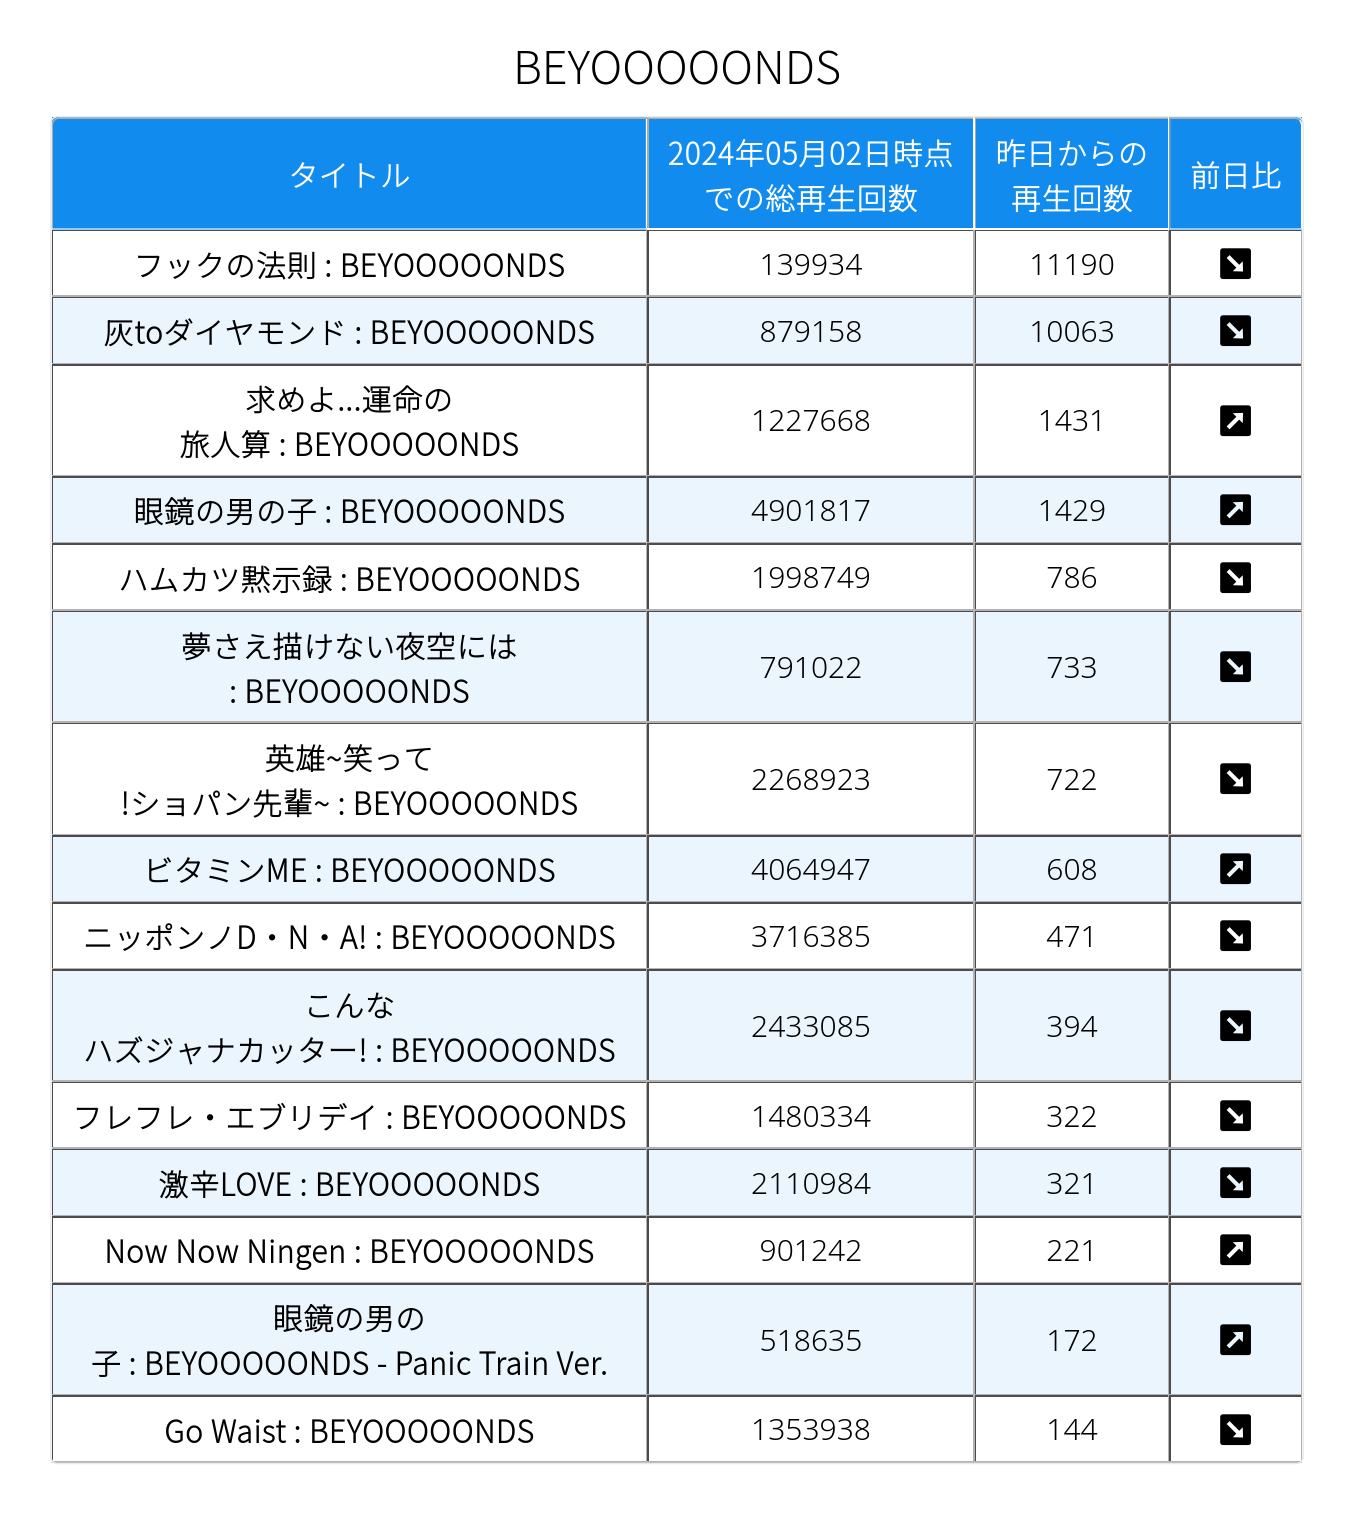 BEYOOOOONDS
タイトル
2024年05月02日時点
での総再生回数
昨日からの
再生回数
前日比
フックの法則 : BEYOOOOONDS
139934
11190
灰toダイヤモンド : BEYOOOOONDS
879158
10063
求めよ...運命の
旅人算 : BEYOOOOONDS
1227668
1431
眼鏡の男の子 : BEYOOOOONDS
4901817
1429
ハムカツ黙示録 : BEYOOOOONDS
1998749
786
夢さえ描けない夜空には
: BEYOOOOONDS
791022
733
英雄~笑って
!ショパン先輩~ : BEYOOOOONDS
2268923
722
ビタミンME : BEYOOOOONDS
4064947
608
ニッポンノD・N・A! : BEYOOOOONDS
3716385
471
こんな
ハズジャナカッター! : BEYOOOOONDS
2433085
394
フレフレ・エブリデイ : BEYOOOOONDS
1480334
322
激辛LOVE : BEYOOOOONDS
2110984
321
Now Now Ningen : BEYOOOOONDS
901242
221
眼鏡の男の
子 : BEYOOOOONDS - Panic Train Ver.
518635
172
Go Waist : BEYOOOOONDS
1353938
144